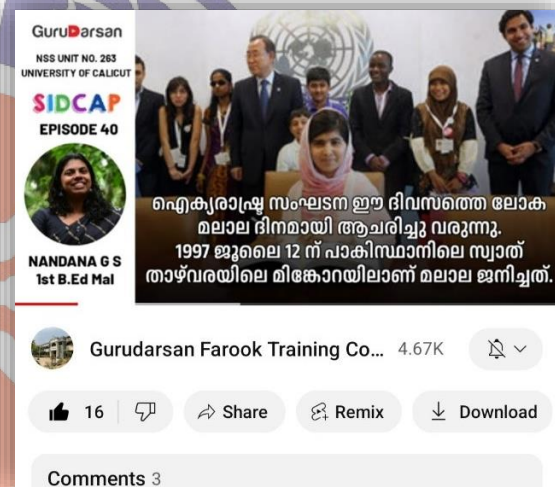 GuruDarsan
NSS UNIT NO. 263
UNIVERSITY OF CALICUT
SIDCAP
EPISODE 40
NANDANA G S
1st B.Ed Mal
ഐക്യരാഷ്ട്ര സംഘടന ഈ ദിവസത്തെ ലോക
മലാല ദിനമായി ആചരിച്ചു വരുന്നു.
1997 ജൂലൈ 12 ന് പാകിസ്ഥാനിലെ സ്വാത്
താഴ്‌വരയിലെ മിങ്കോറയിലാണ് മലാല ജനിച്ചത്.
Gurudarsan Farook Training Co... 4.67K
16 Share Remix Download
Comments 3